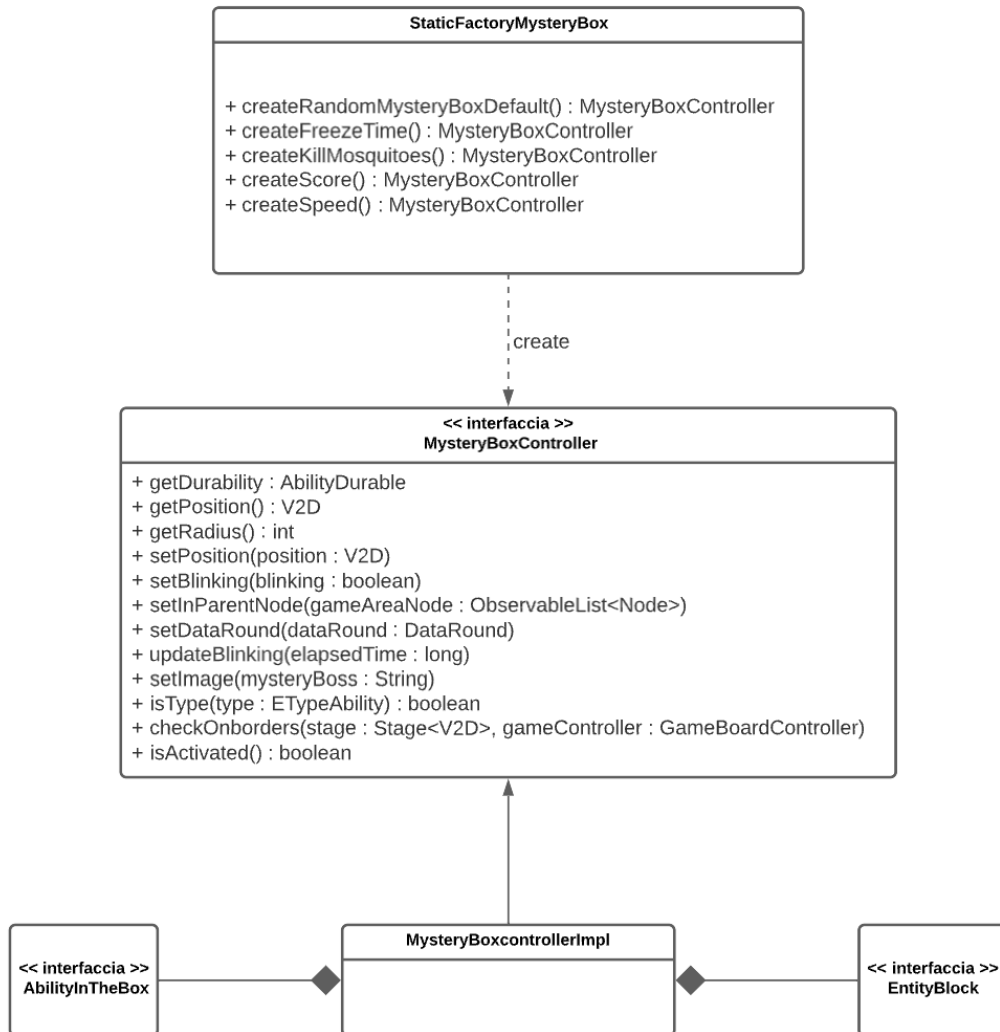 StaticFactoryMysteryBox
+ createRandomMysteryBoxDefault() : MysteryBoxController
+ createFreezeTime() : MysteryBoxController
+ createKillMosquitoes() : MysteryBoxController
+ createScore() : MysteryBoxController
+ createSpeed() : MysteryBoxController
create
<< interfaccia >>
MysteryBoxController
+ getDurability : AbilityDurable
+ getPosition() : V2D
+ getRadius() : int
+ setPosition(position : V2D)
+ setBlinking(blinking : boolean)
+ setInParentNode(gameAreaNode : ObservableList<Node>)
+ setDataRound(dataRound : DataRound)
+ updateBlinking(elapsedTime : long)
+ setImage(mysteryBoss : String)
+ isType(type : ETypeAbility) : boolean
+ checkOnborders(stage : Stage<V2D>, gameController : GameBoardController)
+ isActivated() : boolean
<< interfaccia >>
AbilityInTheBox
MysteryBoxcontrollerImpl
<< interfaccia >>
EntityBlock